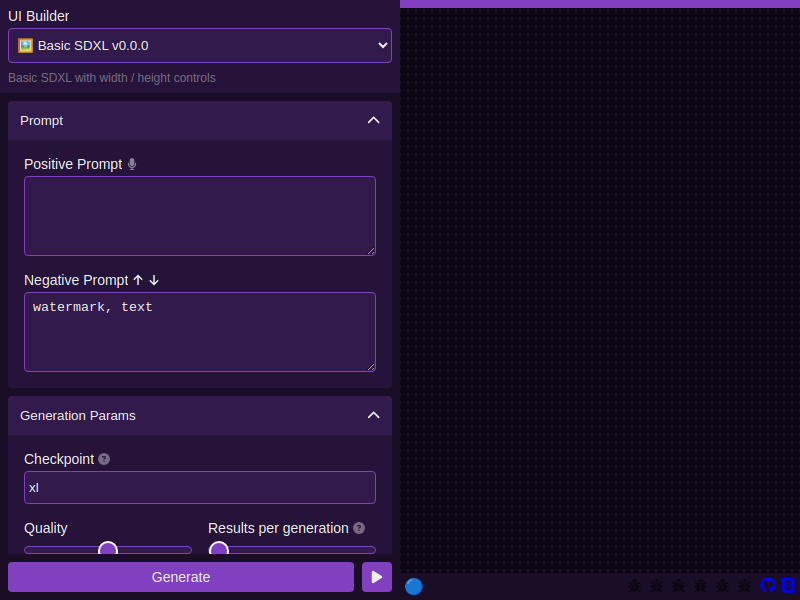 UI Builder
🖼️ Basic SDXL v0.0.0
Basic SDXL with width / height controls
Prompt
Positive Prompt
Negative Prompt
watermark, text
Generation Params
Checkpoint
xl
Quality Results per generation
Generate